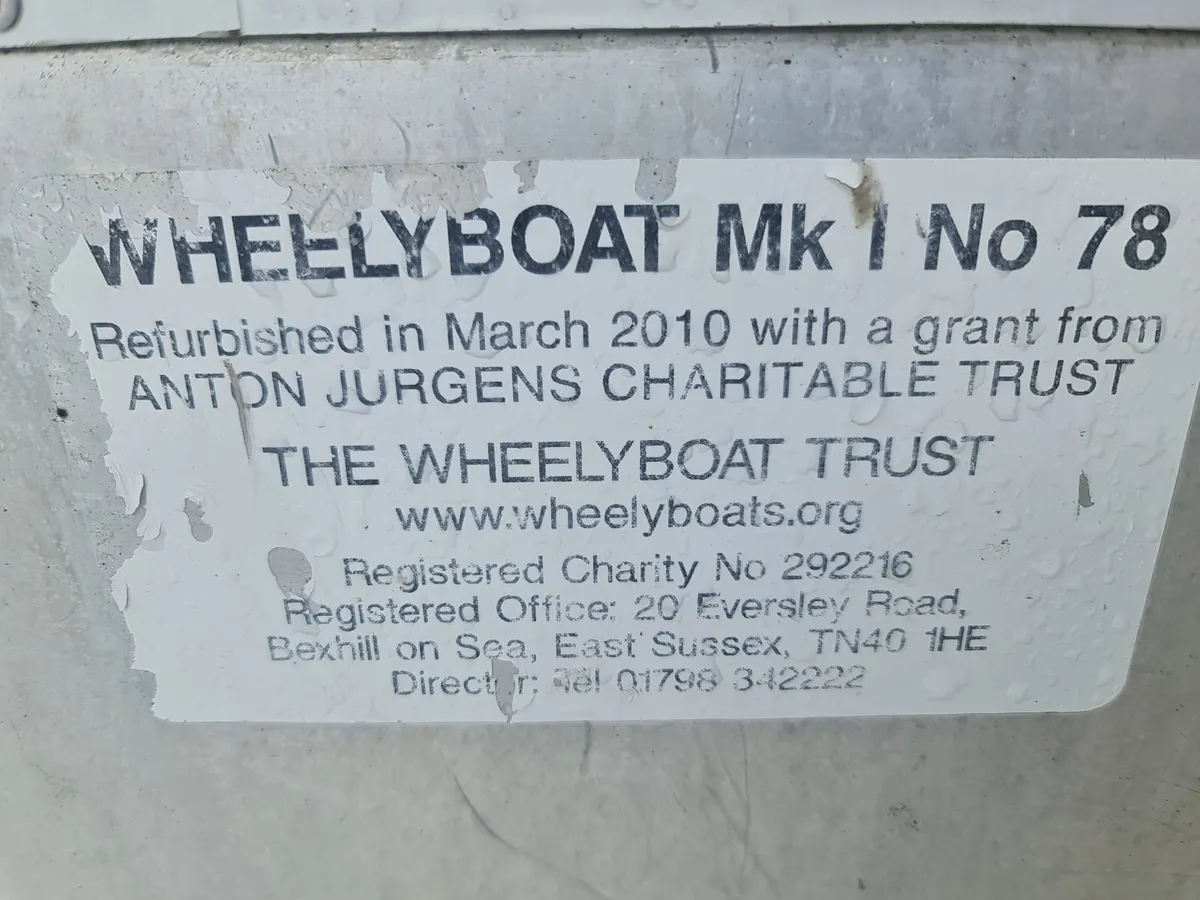 WHEELYBOAT Mk I No 78
Refurbished in March 2010 with a grant from
ANTON JURGENS CHARITABLE TRUST
THE WHEELYBOAT TRUST
www.wheelyboats.org
Registered Charity No 292216
Registered Office: 20 Eversley Road,
Bexhill on Sea, East Sussex, TN40 1HE
Director: Tel 01798 342222